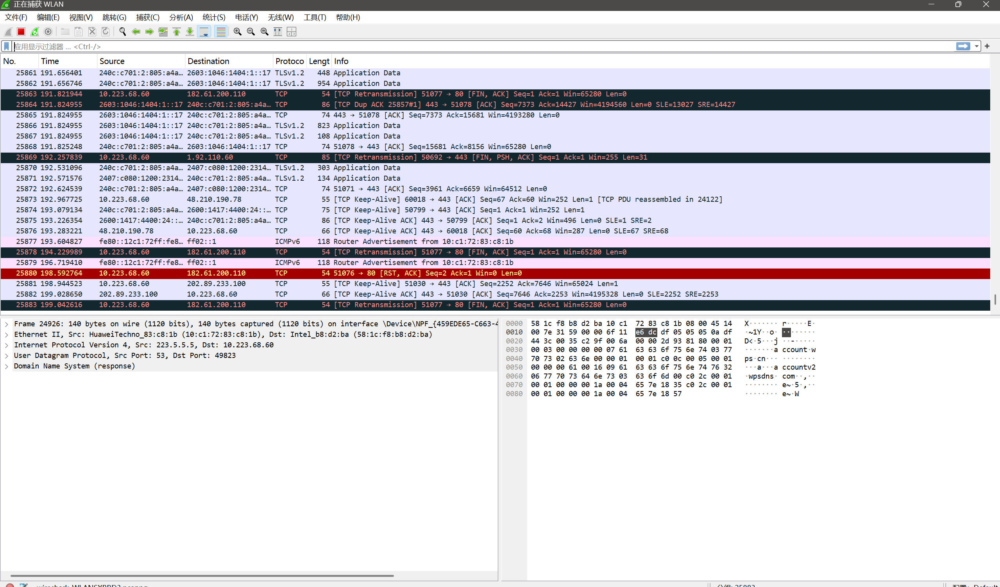 正在捕获 WLAN
文件(F) 编辑(E) 视图(V) 跳转(G) 捕获(C) 分析(A) 统计(S) 电话(Y) 无线(W) 工具(T) 帮助(H)
应用显示过滤器 … <Ctrl-/>
No. Time Source Destination Protoco Lengt Info
25861 191.656401 240c:c701:2:805:a4a… 2603:1046:1404:1::17 TLSv1.2 448 Application Data
25862 191.656746 240c:c701:2:805:a4a… 2603:1046:1404:1::17 TLSv1.2 954 Application Data
25863 191.821944 10.223.68.60 182.61.200.110 TCP 54 [TCP Retransmission] 51077 → 80 [FIN, ACK] Seq=1 Ack=1 Win=65280 Len=0
25864 191.824955 2603:1046:1404:1::17 240c:c701:2:805:a4a… TCP 86 [TCP Dup ACK 25857#1] 443 → 51078 [ACK] Seq=7373 Ack=14427 Win=4194560 Len=0 SLE=13027 SRE=14427
25865 191.824955 2603:1046:1404:1::17 240c:c701:2:805:a4a… TCP 74 443 → 51078 [ACK] Seq=7373 Ack=15681 Win=4193280 Len=0
25866 191.824955 2603:1046:1404:1::17 240c:c701:2:805:a4a… TLSv1.2 823 Application Data
25867 191.824955 2603:1046:1404:1::17 240c:c701:2:805:a4a… TLSv1.2 108 Application Data
25868 191.825248 240c:c701:2:805:a4a… 2603:1046:1404:1::17 TCP 74 51078 → 443 [ACK] Seq=15681 Ack=8156 Win=65280 Len=0
25869 192.257839 10.223.68.60 1.92.110.60 TCP 85 [TCP Retransmission] 50692 → 443 [FIN, PSH, ACK] Seq=1 Ack=1 Win=255 Len=31
25870 192.531096 240c:c701:2:805:a4a… 2407:c080:1200:2314… TLSv1.2 303 Application Data
25871 192.571576 2407:c080:1200:2314… 240c:c701:2:805:a4a… TLSv1.2 134 Application Data
25872 192.624539 240c:c701:2:805:a4a… 2407:c080:1200:2314… TCP 74 51071 → 443 [ACK] Seq=3961 Ack=6659 Win=64512 Len=0
25873 192.967725 10.223.68.60 48.210.190.78 TCP 55 [TCP Keep-Alive] 60018 → 443 [ACK] Seq=67 Ack=60 Win=252 Len=1 [TCP PDU reassembled in 24122]
25874 193.079134 240c:c701:2:805:a4a… 2600:1417:4400:24::… TCP 75 [TCP Keep-Alive] 50799 → 443 [ACK] Seq=1 Ack=1 Win=252 Len=1
25875 193.226354 2600:1417:4400:24::… 240c:c701:2:805:a4a… TCP 86 [TCP Keep-Alive ACK] 443 → 50799 [ACK] Seq=1 Ack=2 Win=496 Len=0 SLE=1 SRE=2
25876 193.283221 48.210.190.78 10.223.68.60 TCP 66 [TCP Keep-Alive ACK] 443 → 60018 [ACK] Seq=60 Ack=68 Win=287 Len=0 SLE=67 SRE=68
25877 193.604827 fe80::12c1:72ff:fe8… ff02::1 ICMPv6 118 Router Advertisement from 10:c1:72:83:c8:1b
25878 194.229989 10.223.68.60 182.61.200.110 TCP 54 [TCP Retransmission] 51077 → 80 [FIN, ACK] Seq=1 Ack=1 Win=65280 Len=0
25879 196.719410 fe80::12c1:72ff:fe8… ff02::1 ICMPv6 118 Router Advertisement from 10:c1:72:83:c8:1b
25880 198.592764 10.223.68.60 182.61.200.110 TCP 54 51076 → 80 [RST, ACK] Seq=2 Ack=1 Win=0 Len=0
25881 198.944523 10.223.68.60 202.89.233.100 TCP 55 [TCP Keep-Alive] 51030 → 443 [ACK] Seq=2252 Ack=7646 Win=65024 Len=1
25882 199.028650 202.89.233.100 10.223.68.60 TCP 66 [TCP Keep-Alive ACK] 443 → 51030 [ACK] Seq=7646 Ack=2253 Win=4195328 Len=0 SLE=2252 SRE=2253
25883 199.042616 10.223.68.60 182.61.200.110 TCP 54 [TCP Retransmission] 51077 → 80 [FIN, ACK] Seq=1 Ack=1 Win=65280 Len=0
Frame 24926: 140 bytes on wire (1120 bits), 140 bytes captured (1120 bits) on interface \Device\NPF_{459EDE65-C663-4
Ethernet II, Src: HuaweiTechno_83:c8:1b (10:c1:72:83:c8:1b), Dst: Intel_b8:d2:ba (58:1c:f8:b8:d2:ba)
Internet Protocol Version 4, Src: 223.5.5.5, Dst: 10.223.68.60
User Datagram Protocol, Src Port: 53, Dst Port: 49823
Domain Name System (response)
0000 58 1c f8 b8 d2 ba 10 c1 72 83 c8 1b 08 00 45 14 X······· r·····E·
0010 00 7e 31 59 00 00 6f 11 e6 dc df 05 05 05 0a df ·~1Y··o· ········
0020 44 3c 00 35 c2 9f 00 6a 00 00 2d 93 81 80 00 01 D<·5···j ··-·····
0030 00 03 00 00 00 00 07 61 63 63 6f 75 6e 74 03 77 ·······a ccount·w
0040 70 73 02 63 6e 00 00 01 00 01 c0 0c 00 05 00 01 ps·cn··· ········
0050 00 00 00 61 00 16 09 61 63 63 6f 75 6e 74 76 32 ···a···a ccountv2
0060 06 77 70 73 64 6e 73 03 63 6f 6d 00 c0 2c 00 01 ·wpsdns· com··,··
0070 00 01 00 00 00 1a 00 04 65 7e 18 35 c0 2c 00 01 ········ e~·5·,··
0080 00 01 00 00 00 1a 00 04 65 7e 18 57 ········ e~·W